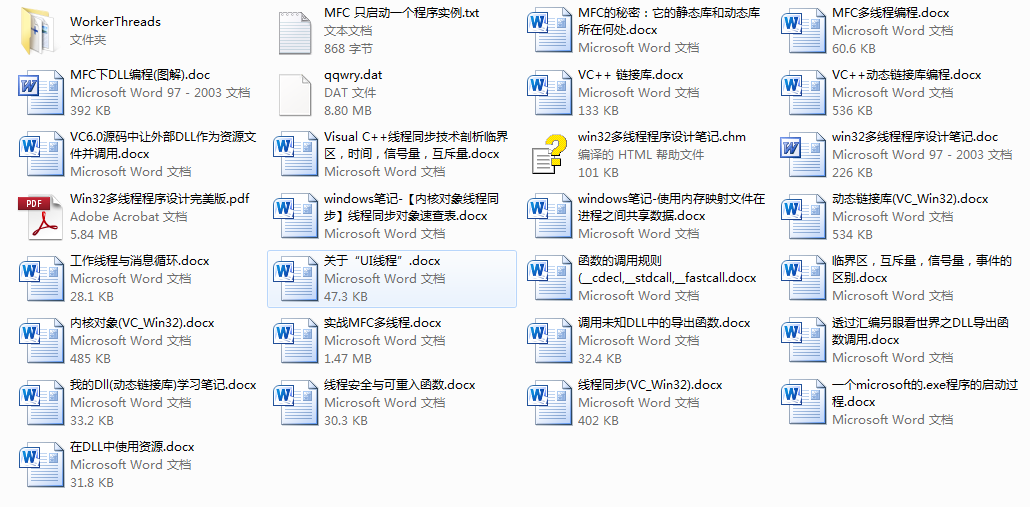 WorkerThreads
文件夹
MFC 只启动一个程序实例.txt
文本文档
868 字节
MFC的秘密：它的静态库和动态库
所在何处.docx
Microsoft Word 文档
MFC多线程编程.docx
Microsoft Word 文档
60.6 KB
MFC下DLL编程(图解).doc
Microsoft Word 97 - 2003 文档
392 KB
qqwry.dat
DAT 文件
8.80 MB
VC++ 链接库.docx
Microsoft Word 文档
133 KB
VC++动态链接库编程.docx
Microsoft Word 文档
536 KB
VC6.0源码中让外部DLL作为资源文
件并调用.docx
Microsoft Word 文档
Visual C++线程同步技术剖析临界
区，时间，信号量，互斥量.docx
Microsoft Word 文档
win32多线程程序设计笔记.chm
编译的 HTML 帮助文件
101 KB
win32多线程程序设计笔记.doc
Microsoft Word 97 - 2003 文档
226 KB
PDF
Win32多线程程序设计完美版.pdf
Adobe Acrobat 文档
5.84 MB
windows笔记-【内核对象线程同
步】线程同步对象速查表.docx
Microsoft Word 文档
windows笔记-使用内存映射文件在
进程之间共享数据.docx
Microsoft Word 文档
动态链接库(VC_Win32).docx
Microsoft Word 文档
534 KB
工作线程与消息循环.docx
Microsoft Word 文档
28.1 KB
关于“UI线程”.docx
Microsoft Word 文档
47.3 KB
函数的调用规则
(__cdecl,__stdcall,__fastcall.docx
Microsoft Word 文档
临界区，互斥量，信号量，事件的
区别.docx
Microsoft Word 文档
内核对象(VC_Win32).docx
Microsoft Word 文档
485 KB
实战MFC多线程.docx
Microsoft Word 文档
1.47 MB
调用未知DLL中的导出函数.docx
Microsoft Word 文档
32.4 KB
透过汇编另眼看世界之DLL导出函
数调用.docx
Microsoft Word 文档
我的Dll(动态链接库)学习笔记.docx
Microsoft Word 文档
33.2 KB
线程安全与可重入函数.docx
Microsoft Word 文档
30.3 KB
线程同步(VC_Win32).docx
Microsoft Word 文档
402 KB
一个microsoft的.exe程序的启动过
程.docx
Microsoft Word 文档
在DLL中使用资源.docx
Microsoft Word 文档
31.8 KB